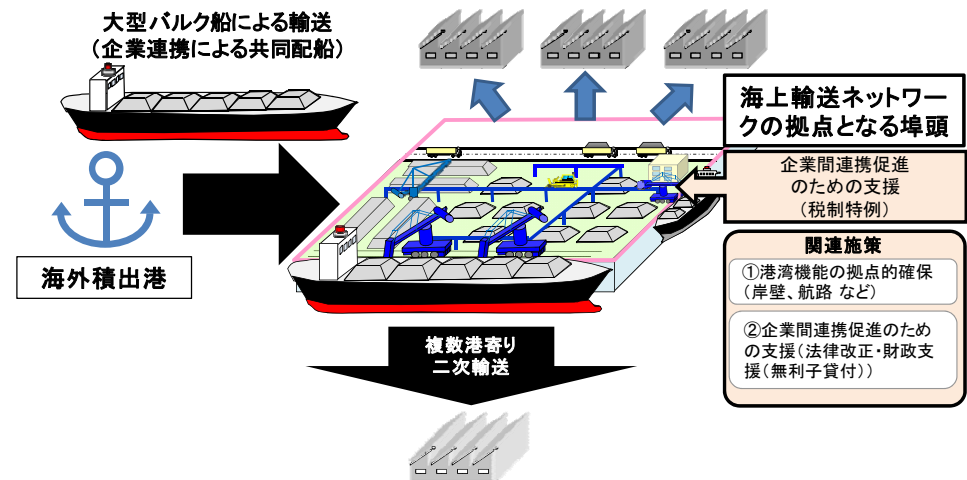 大型バルク船による輸送
（企業連携による共同配船）
海外積出港
海上輸送ネットワー
クの拠点となる埠頭
企業間連携促進
のための支援
（税制特例）
関連施策
①港湾機能の拠点的確保
（岸壁、航路 など）
②企業間連携促進のため
の支援（法律改正・財政支
援（無利子貸付））
複数港寄り
二次輸送